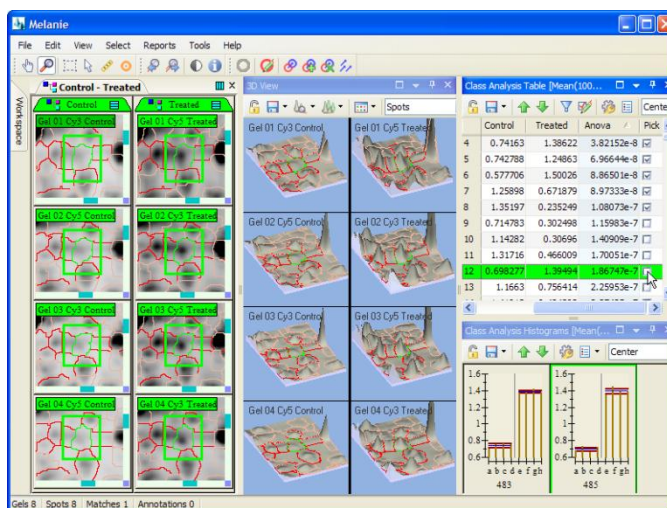 Melanie
File Edit View Select Reports Tools Help
Workspace
Control - Treated
Control
Treated
Gel 01 Cy5 Control
Gel 01 Cy3 Treated
Gel 02 Cy5 Control
Gel 02 Cy3 Treated
Gel 03 Cy3 Control
Gel 03 Cy5 Treated
Gel 04 Cy5 Control
Gel 04 Cy3 Treated
3D View
Spots
Gel 01 Cy3 Control
Gel 01 Cy5 Treated
Gel 02 Cy5 Control
Gel 02 Cy3 Treated
Gel 03 Cy3 Control
Gel 03 Cy5 Treated
Gel 04 Cy5 Control
Gel 04 Cy3 Treated
Class Analysis Table [Mean(100...
Cente
Control Treated Anova Pick
4 0.74163 1.38622 3.82152e-8
5 0.742788 1.24863 6.96644e-8
6 0.577706 1.50026 8.86501e-8
7 1.25898 0.671879 8.97333e-8
8 1.35197 0.235249 1.08073e-7
9 0.714783 0.302498 1.15983e-7
10 1.14282 0.30696 1.40909e-7
11 1.31716 0.466009 1.70051e-7
12 0.698277 1.39494 1.86747e-7
13 1.1663 0.756414 2.25953e-7
Class Analysis Histograms [Mean(...
Center
1.6 1.6
1.4 1.4
1.2 1.2
1 1
0.8 0.8
0.6 0.6
a b c d e f g h a b c d e f g h
483 485
Gels 8 Spots 8 Matches 1 Annotations 0